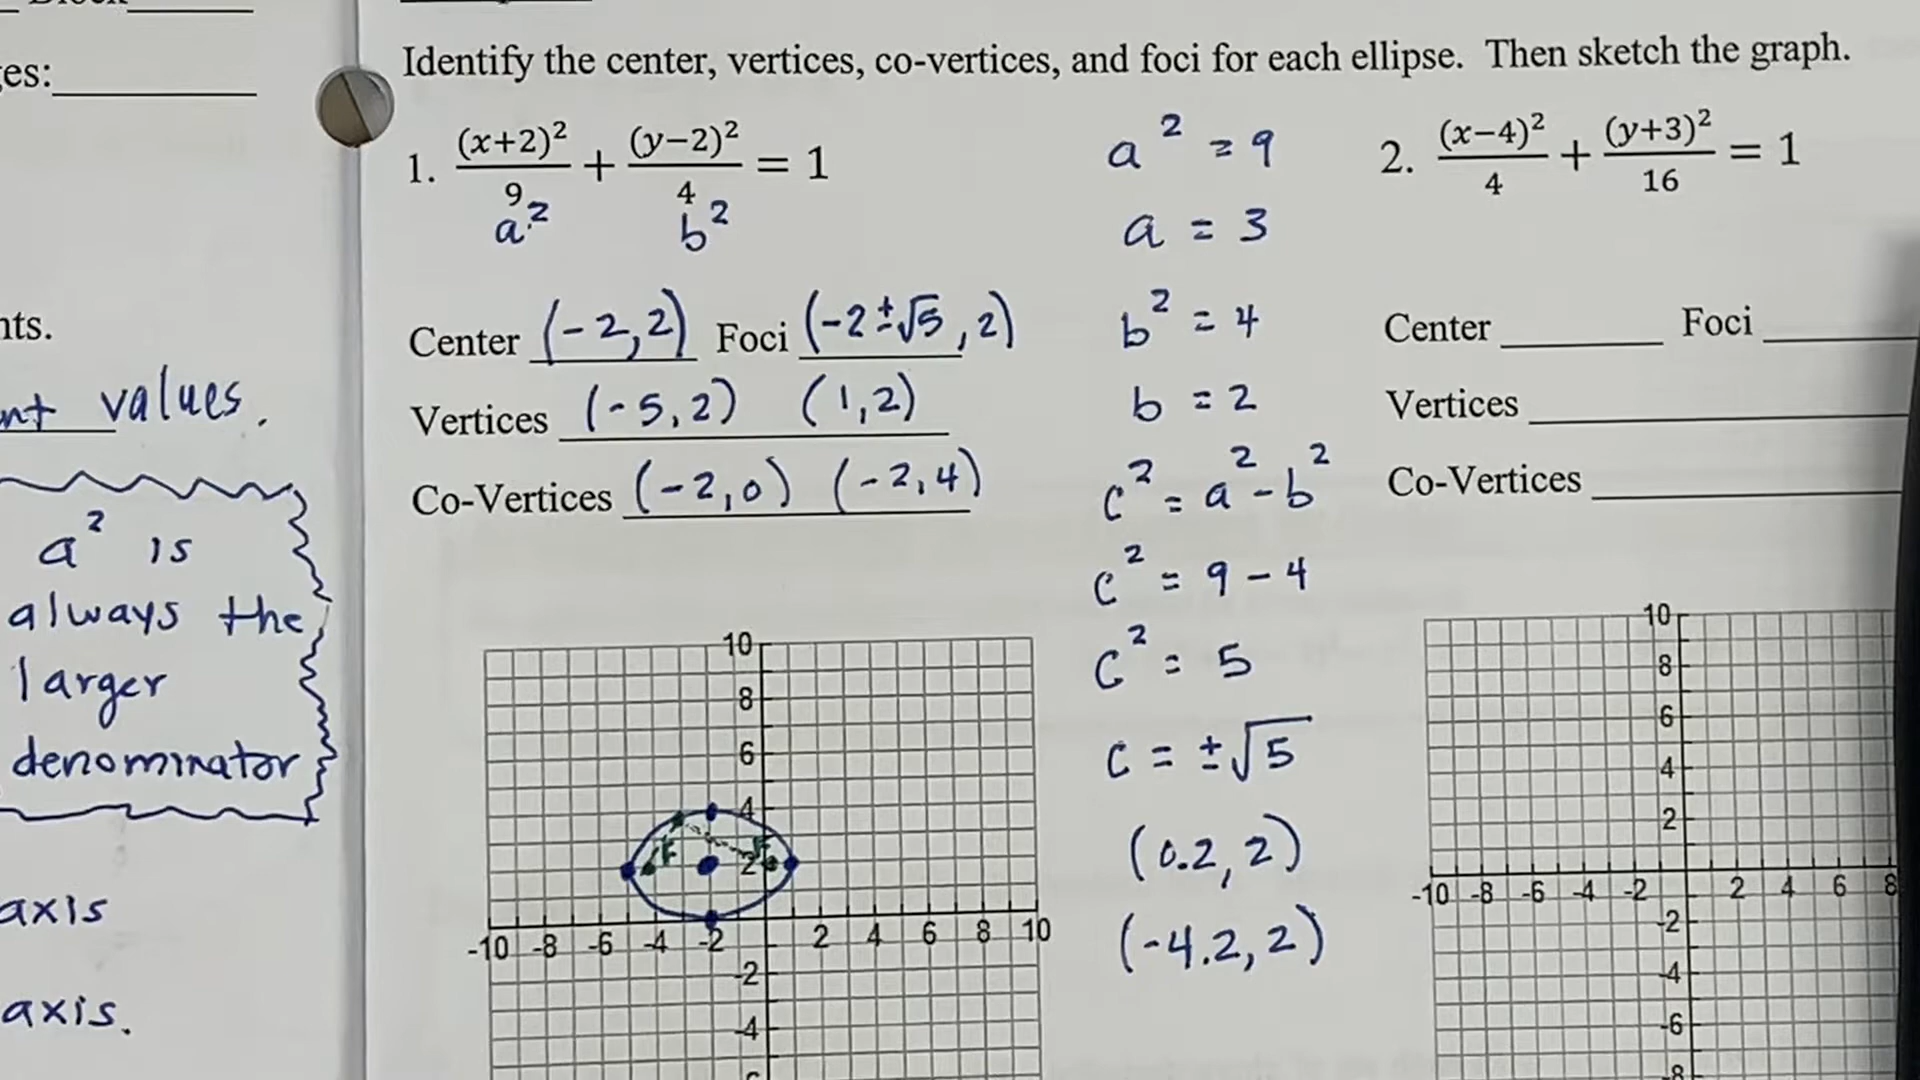 es:
nts.
nt values.
a² is
always the
larger
denominator
axis
axis.
Identify the center, vertices, co-vertices, and foci for each ellipse. Then sketch the graph.
1. (x+2)²/9 + (y−2)²/4 = 1
a² b²
Center (-2,2) Foci (-2±√5, 2)
Vertices (-5,2) (1,2)
Co-Vertices (-2,0) (-2,4)
10
8
6
4
F F
2
-10 -8 -6 -4 -2 2 4 6 8 10
-2
-4
a² = 9
a = 3
b² = 4
b = 2
c² = a² - b²
c² = 9 - 4
c² = 5
c = ±√5
(0.2, 2)
(-4.2, 2)
2. (x−4)²/4 + (y+3)²/16 = 1
Center Foci
Vertices
Co-Vertices
10
8
6
4
2
-10 -8 -6 -4 -2 2 4 6 8
-2
-4
-6
-8